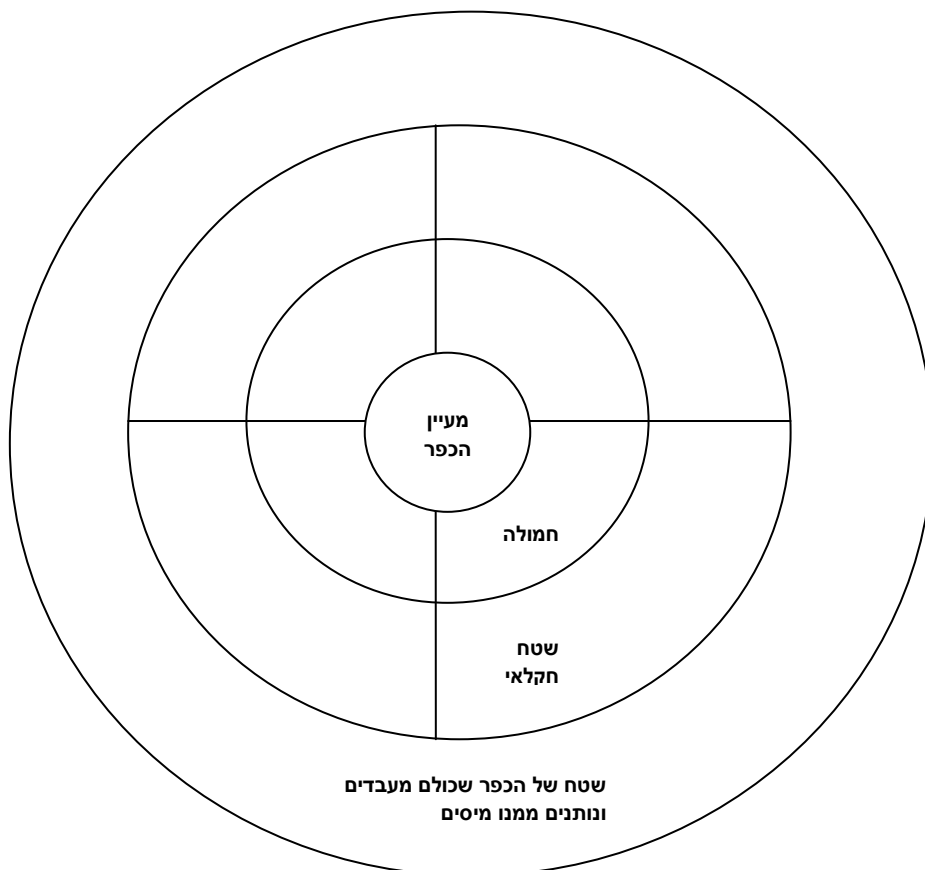 מעיין
הכפר
חמולה
שטח
חקלאי
שטח של הכפר שכולם מעבדים
ונותנים ממנו מיסים